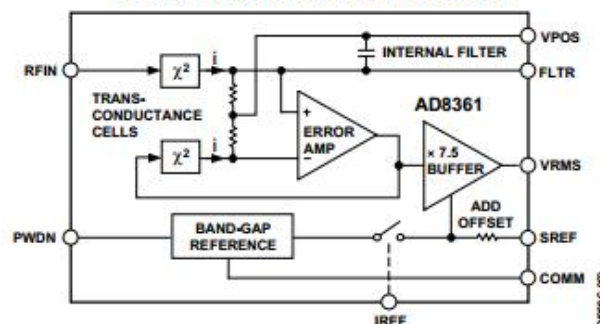 VPOS
χ² i
INTERNAL FILTER
RFIN
FLTR
TRANS-
CONDUCTANCE
CELLS
AD8361
+
ERROR
AMP
−
χ² i
× 7.5
BUFFER
VRMS
ADD
OFFSET
BAND-GAP
REFERENCE
PWDN
SREF
COMM
IREF